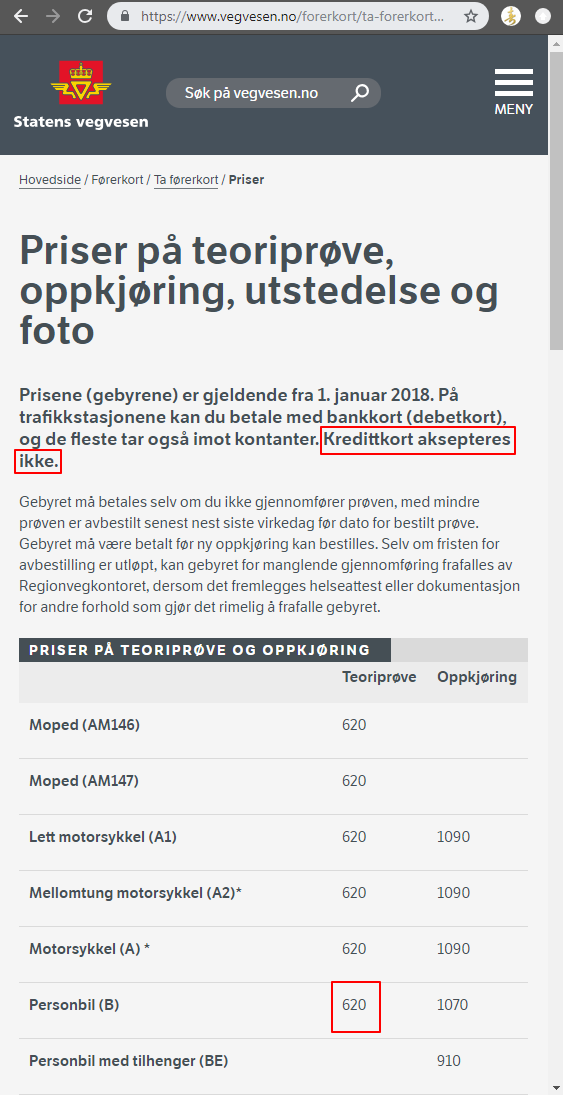 https://www.vegvesen.no/forerkort/ta-forerkort...
Statens vegvesen
Søk på vegvesen.no
MENY
Hovedside / Førerkort / Ta førerkort / Priser
Priser på teoriprøve,
oppkjøring, utstedelse og
foto
Prisene (gebyrene) er gjeldende fra 1. januar 2018. På
trafikkstasjonene kan du betale med bankkort (debetkort),
og de fleste tar også imot kontanter. Kredittkort aksepteres
ikke.
Gebyret må betales selv om du ikke gjennomfører prøven, med mindre
prøven er avbestilt senest nest siste virkedag før dato for bestilt prøve.
Gebyret må være betalt før ny oppkjøring kan bestilles. Selv om fristen for
avbestilling er utløpt, kan gebyret for manglende gjennomføring frafalles av
Regionvegkontoret, dersom det fremlegges helseattest eller dokumentasjon
for andre forhold som gjør det rimelig å frafalle gebyret.
PRISER PÅ TEORIPRØVE OG OPPKJØRING
Teoriprøve Oppkjøring
Moped (AM146) 620
Moped (AM147) 620
Lett motorsykkel (A1) 620 1090
Mellomtung motorsykkel (A2)* 620 1090
Motorsykkel (A) * 620 1090
Personbil (B) 620 1070
Personbil med tilhenger (BE) 910